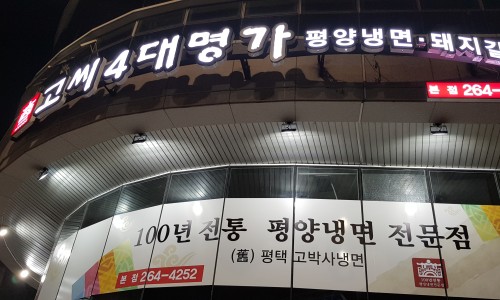 고씨4대명가 평양냉면·돼지갈
본점 264-
100년 전통 평양냉면 전문점
(舊) 평택 고박사냉면
본점 264-4252